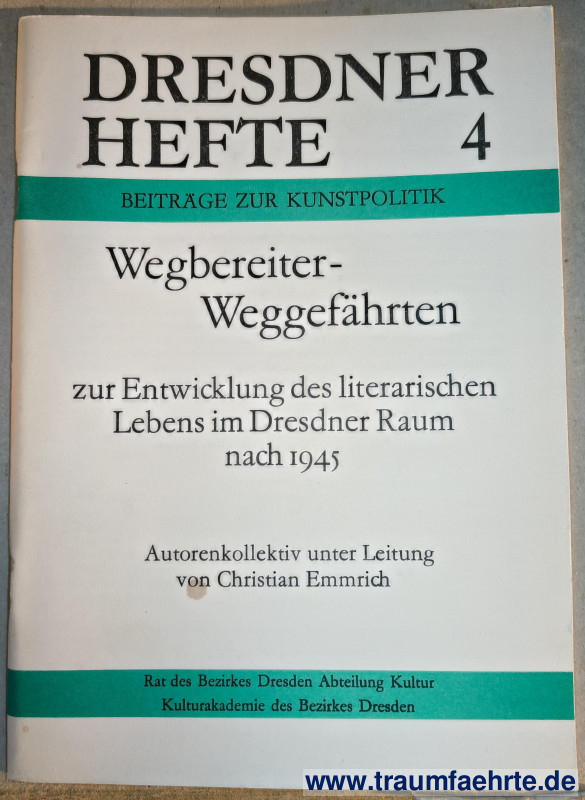 DRESDNER
HEFTE 4
BEITRÄGE ZUR KUNSTPOLITIK
Wegbereiter-
Weggefährten
zur Entwicklung des literarischen
Lebens im Dresdner Raum
nach 1945
Autorenkollektiv unter Leitung
von Christian Emmrich
Rat des Bezirkes Dresden Abteilung Kultur
Kulturakademie des Bezirkes Dresden
www.traumfaehrte.de